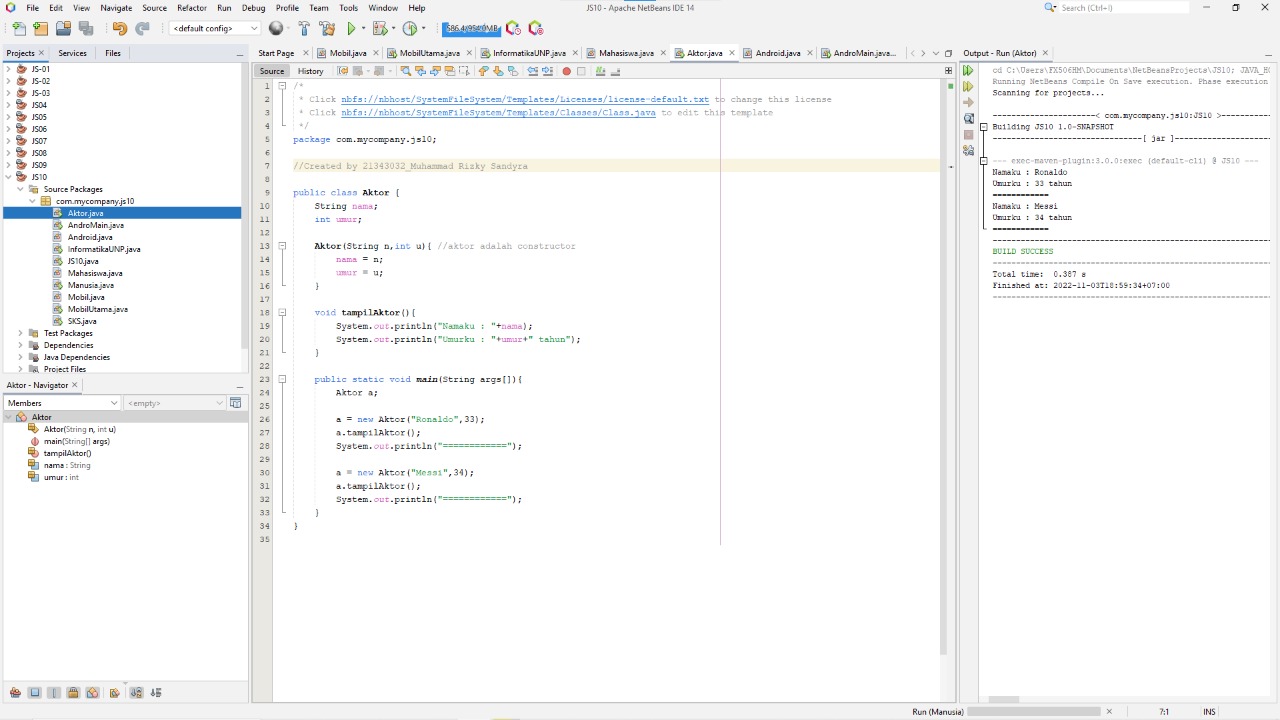 File Edit View Navigate Source Refactor Run Debug Profile Team Tools Window Help
JS10 - Apache NetBeans IDE 14
Search (Ctrl+I)
<default config>
586.4/954.0MB
Projects Services Files
JS-01
JS-02
JS-03
JS04
JS05
JS06
JS07
JS08
JS09
JS10
Source Packages
com.mycompany.js10
Aktor.java
AndroMain.java
Android.java
InformatikaUNP.java
JS10.java
Mahasiswa.java
Manusia.java
Mobil.java
MobilUtama.java
SKS.java
Test Packages
Dependencies
Java Dependencies
Project Files
Aktor - Navigator
Members <empty>
Aktor
Aktor(String n, int u)
main(String[] args)
tampilAktor()
nama : String
umur : int
Start Page Mobil.java MobilUtama.java InformatikaUNP.java Mahasiswa.java Aktor.java Android.java AndroMain.java...
Source History
1 /*
2 * Click nbfs://nbhost/SystemFileSystem/Templates/Licenses/license-default.txt to change this license
3 * Click nbfs://nbhost/SystemFileSystem/Templates/Classes/Class.java to edit this template
4 */
5 package com.mycompany.js10;
6
7 //Created by 21343032_Muhammad Rizky Sandyra
8
9 public class Aktor {
10 String nama;
11 int umur;
12
13 Aktor(String n,int u){ //aktor adalah constructor
14 nama = n;
15 umur = u;
16 }
17
18 void tampilAktor(){
19 System.out.println("Namaku : "+nama);
20 System.out.println("Umurku : "+umur+" tahun");
21 }
22
23 public static void main(String args[]){
24 Aktor a;
25
26 a = new Aktor("Ronaldo",33);
27 a.tampilAktor();
28 System.out.println("============");
29
30 a = new Aktor("Messi",34);
31 a.tampilAktor();
32 System.out.println("============");
33 }
34 }
35
Output - Run (Aktor)
cd C:\Users\FX506HM\Documents\NetBeansProjects\JS10; JAVA_HO
Running NetBeans Compile On Save execution. Phase execution
Scanning for projects...
-----------------------< com.mycompany.js10:JS10 >-----------
Building JS10 1.0-SNAPSHOT
--------------------------------[ jar ]----------------------
--- exec-maven-plugin:3.0.0:exec (default-cli) @ JS10 ---
Namaku : Ronaldo
Umurku : 33 tahun
============
Namaku : Messi
Umurku : 34 tahun
============
------------------------------------------------------------
BUILD SUCCESS
------------------------------------------------------------
Total time:  0.387 s
Finished at: 2022-11-03T18:59:34+07:00
------------------------------------------------------------
Run (Manusia) 7:1 INS